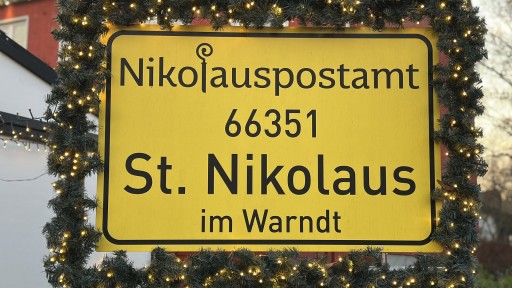 Nikolauspostamt
66351
St. Nikolaus
im Warndt